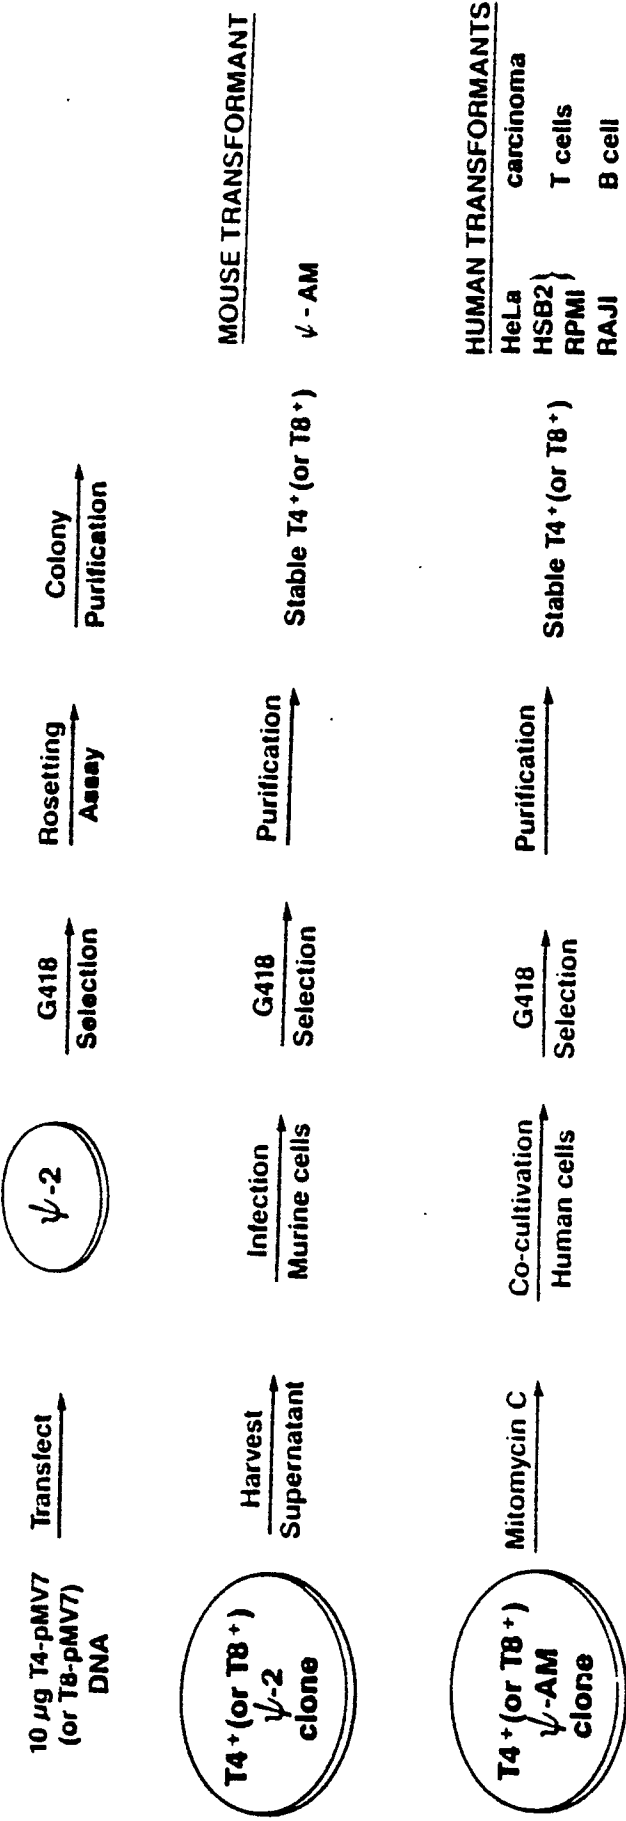 10 μg T4-pMV7
(or T8-pMV7)
DNA
Transfect
ψ-2
G418
Selection
Rosetting
Assay
Colony
Purification
T4+(or T8+)
ψ-2
clone
Harvest
Supernatant
Infection
Murine cells
G418
Selection
Purification
Stable T4+(or T8+)
MOUSE TRANSFORMANT
ψ-AM
T4+(or T8+)
ψ-AM
clone
Mitomycin C
Co-cultivation
Human cells
G418
Selection
Purification
Stable T4+(or T8+)
HUMAN TRANSFORMANTS
HeLa carcinoma
HSB2} T cells
RPMI
RAJI B cell